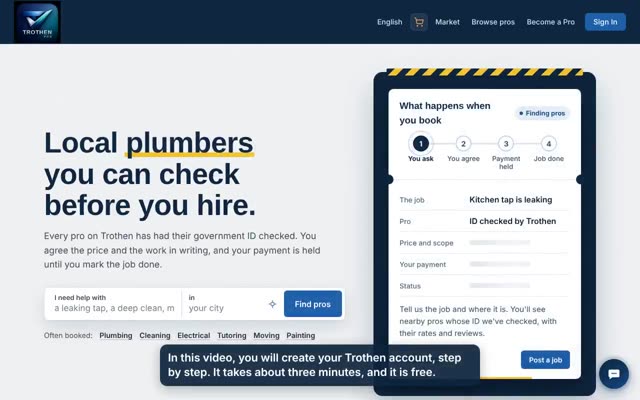 TROTHEN
English
Market
Browse pros
Become a Pro
Sign in
Local plumbers
you can check
before you hire.
Every pro on Trothen has had their government ID checked. You
agree the price and the work in writing, and your payment is held
until you mark the job done.
I need help with
a leaking tap, a deep clean, m
in
your city
Find pros
Often booked:
Plumbing
Cleaning
Electrical
Tutoring
Moving
Painting
What happens when
you book
Finding pros
1
2
3
4
You ask
You agree
Payment
held
Job done
The job
Kitchen tap is leaking
Pro
ID checked by Trothen
Price and scope
Your payment
Status
Tell us the job and where it is. You'll see
nearby pros whose ID we've checked, with
their rates and reviews.
Post a job
In this video, you will create your Trothen account, step
by step. It takes about three minutes, and it is free.